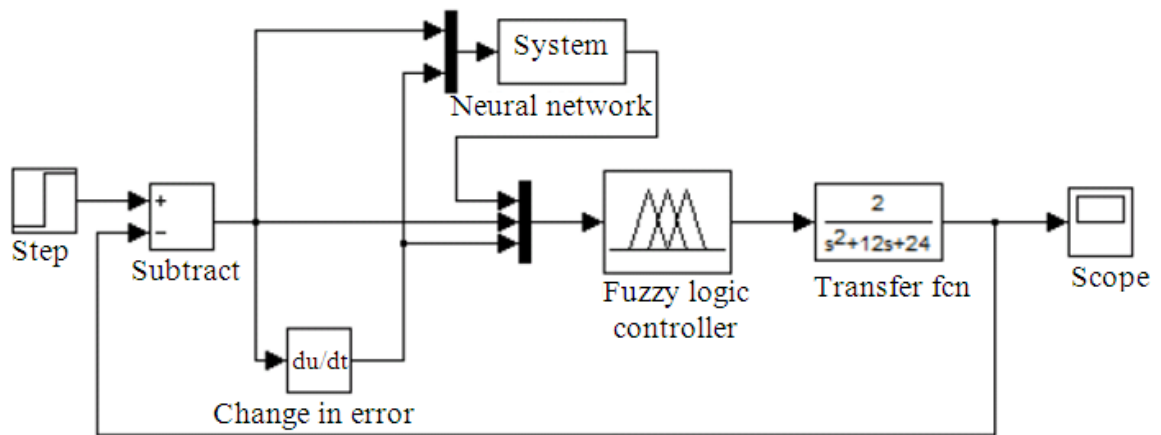 System
Neural network
Step
+
−
Subtract
du/dt
Change in error
Fuzzy logic
controller
2
s²+12s+24
Transfer fcn
Scope